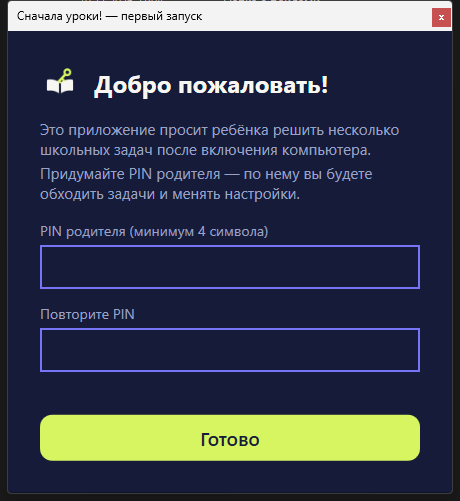 Сначала уроки! — первый запуск
x
Добро пожаловать!
Это приложение просит ребёнка решить несколько
школьных задач после включения компьютера.
Придумайте PIN родителя — по нему вы будете
обходить задачи и менять настройки.
PIN родителя (минимум 4 символа)
Повторите PIN
Готово